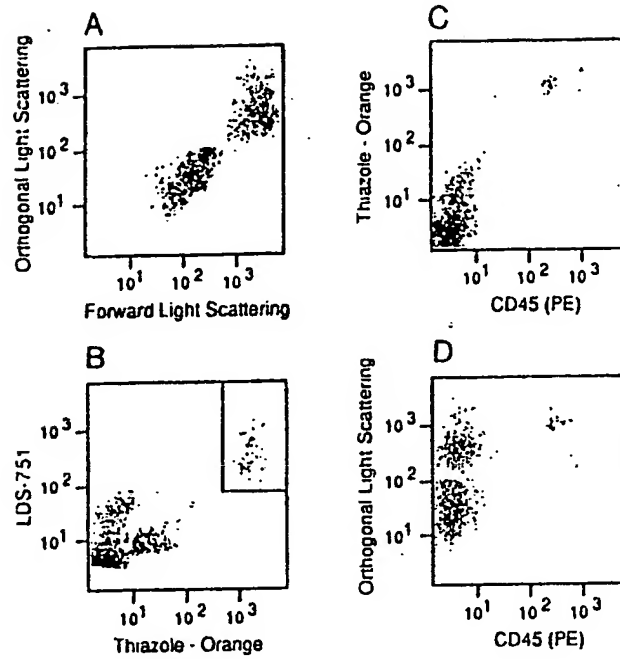 A
Orthogonal Light Scattering
10³
10²
10¹
10¹ 10² 10³
Forward Light Scattering
B
LDS-751
10³
10²
10¹
10¹ 10² 10³
Thiazole - Orange
C
Thiazole - Orange
10³
10²
10¹
10¹ 10² 10³
CD45 (PE)
D
Orthogonal Light Scattering
10³
10²
10¹
10¹ 10² 10³
CD45 (PE)